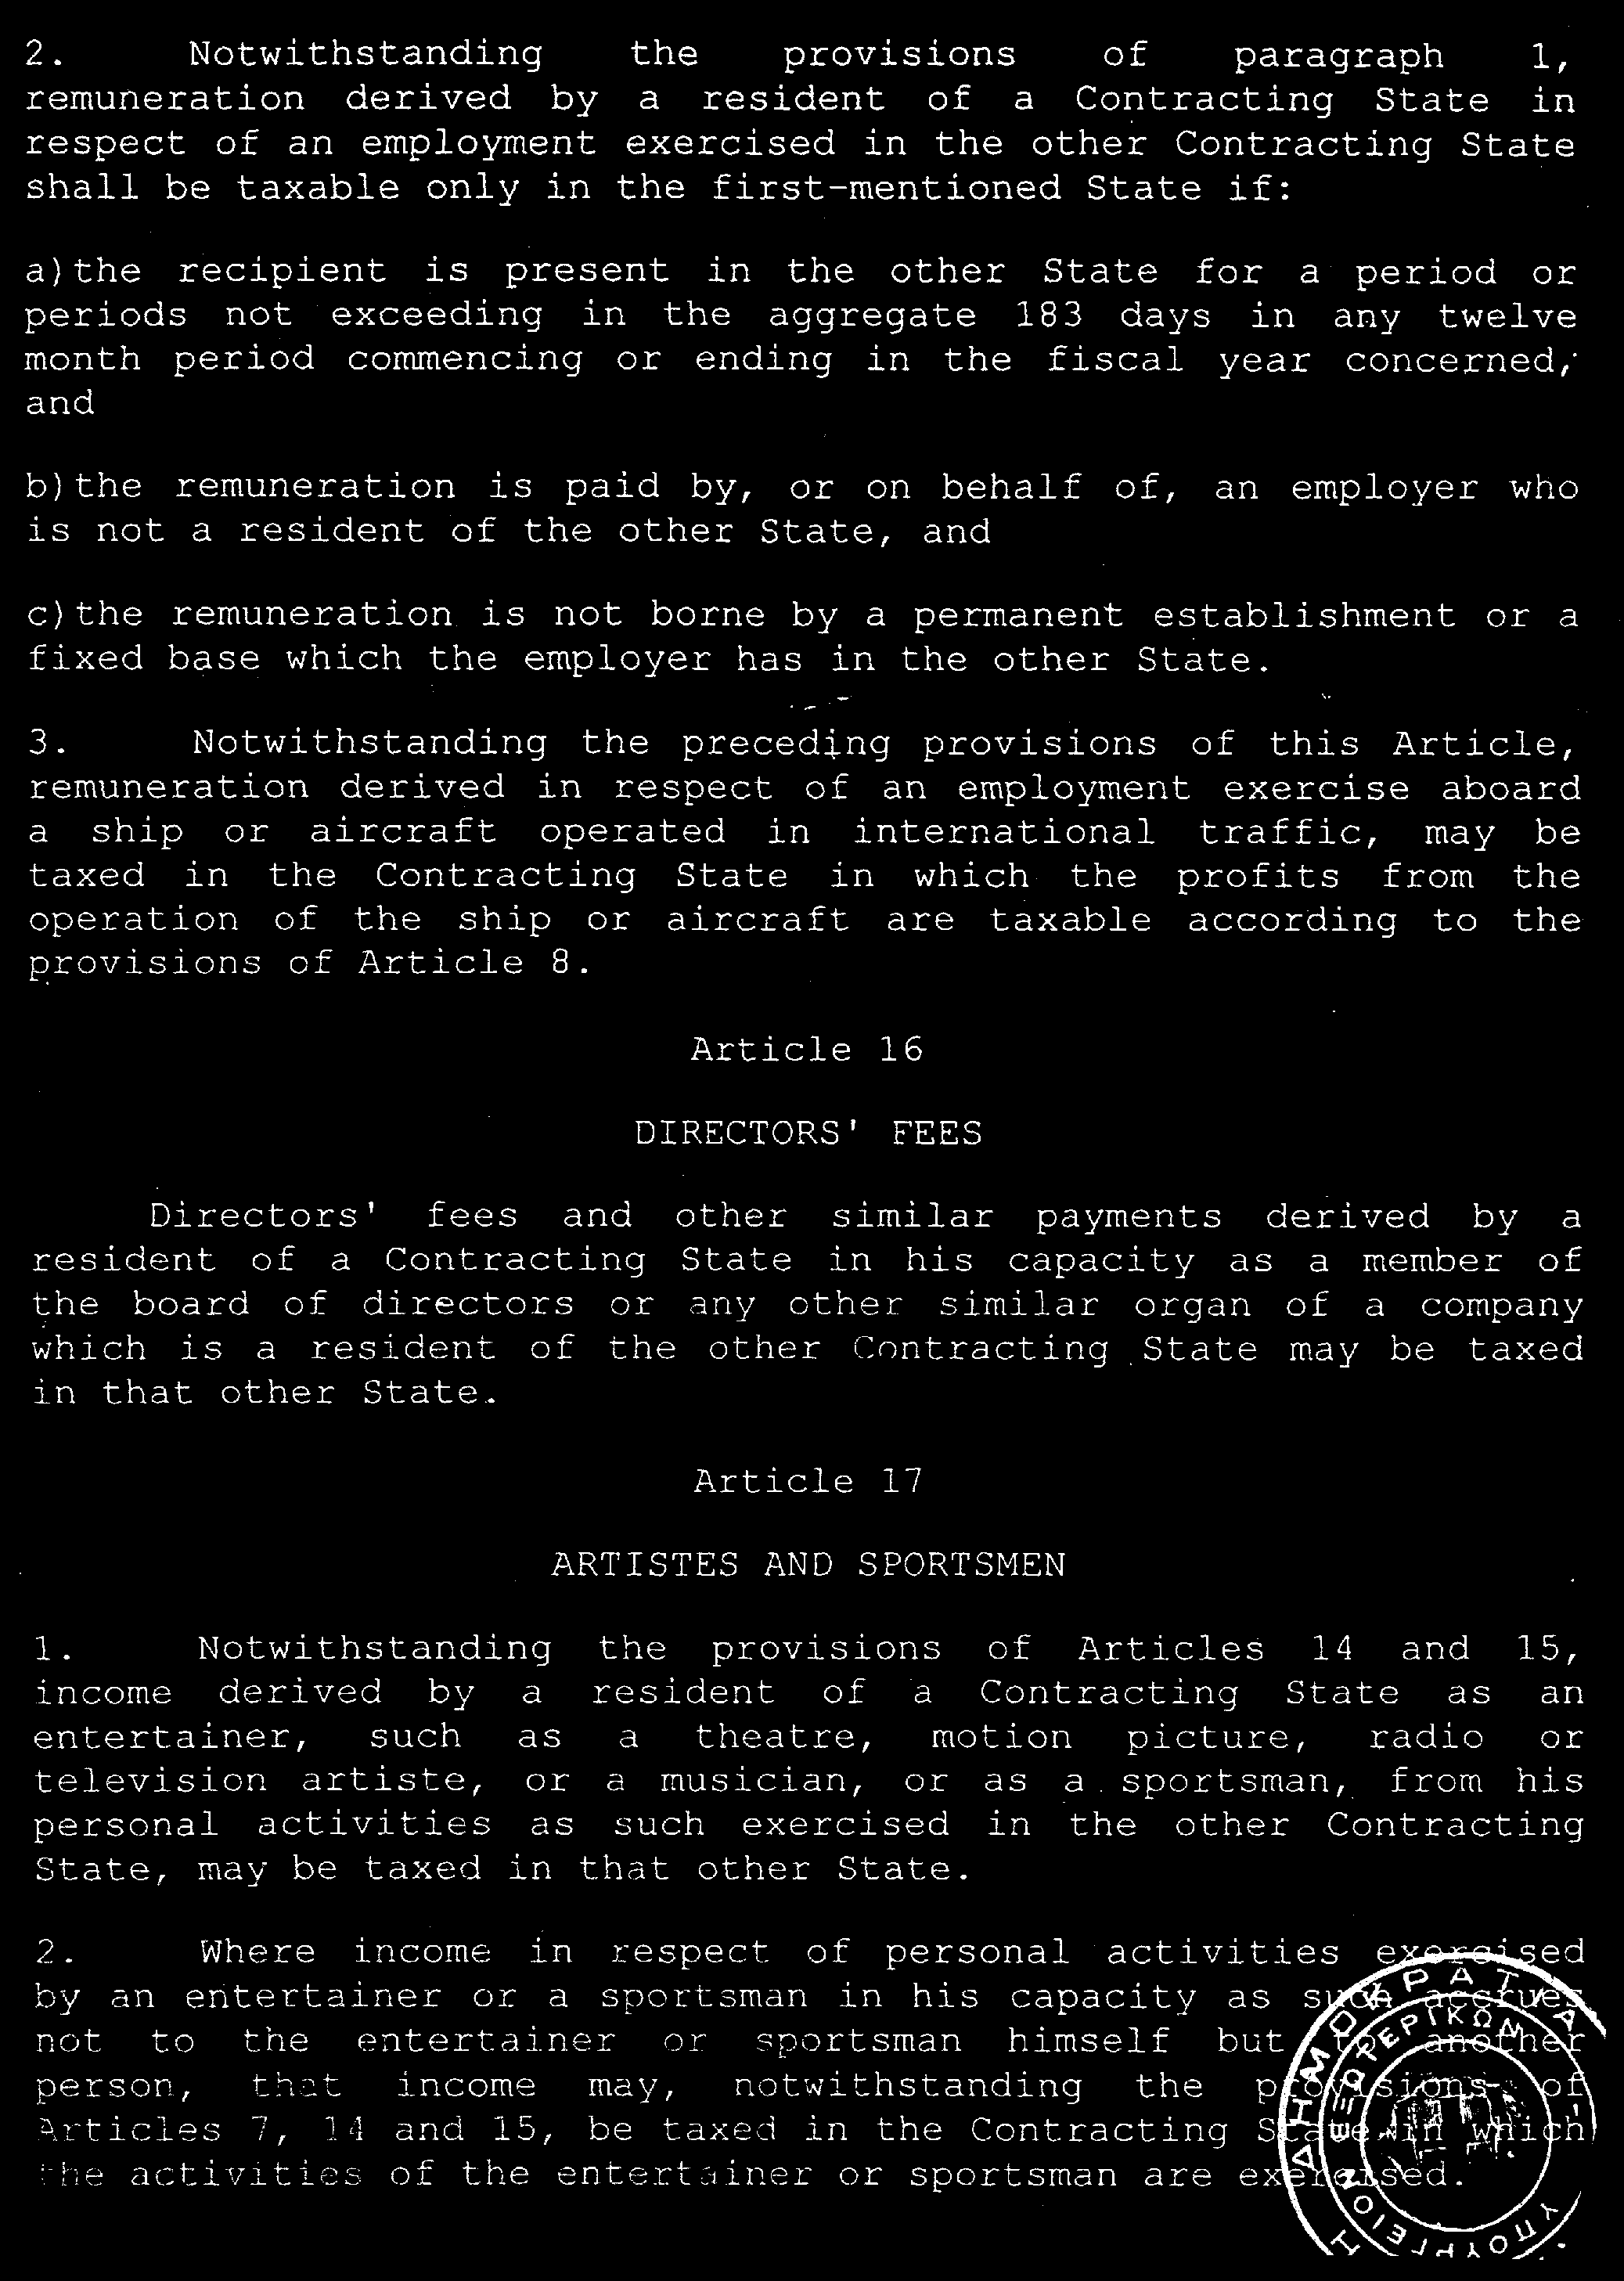 2. Notwithstanding the provisions of paragraph 1,
remuneration derived by a resident of a Contracting State in
respect of an employment exercised in the other Contracting State
shall be taxable only in the first-mentioned State if:
a) the recipient is present in the other State for a period or
periods not exceeding in the aggregate 183 days in any twelve
month period commencing or ending in the fiscal year concerned,
and
b) the remuneration is paid by, or on behalf of, an employer who
is not a resident of the other State, and
c) the remuneration is not borne by a permanent establishment or a
fixed base which the employer has in the other State.
3. Notwithstanding the preceding provisions of this Article,
remuneration derived in respect of an employment exercise aboard
a ship or aircraft operated in international traffic, may be
taxed in the Contracting State in which the profits from the
operation of the ship or aircraft are taxable according to the
provisions of Article 8.
Article 16
DIRECTORS' FEES
Directors' fees and other similar payments derived by a
resident of a Contracting State in his capacity as a member of
the board of directors or any other similar organ of a company
which is a resident of the other Contracting State may be taxed
in that other State.
Article 17
ARTISTES AND SPORTSMEN
1. Notwithstanding the provisions of Articles 14 and 15,
income derived by a resident of a Contracting State as an
entertainer, such as a theatre, motion picture, radio or
television artiste, or a musician, or as a sportsman, from his
personal activities as such exercised in the other Contracting
State, may be taxed in that other State.
2. Where income in respect of personal activities exercised
by an entertainer or a sportsman in his capacity as such accrues
not to the entertainer or sportsman himself but to another
person, that income may, notwithstanding the provisions of
Articles 7, 14 and 15, be taxed in the Contracting State in which
the activities of the entertainer or sportsman are exercised.
ΥΠΟΥΡΓΕΙΟΝ ΕΞΩΤΕΡΙΚΩΝ